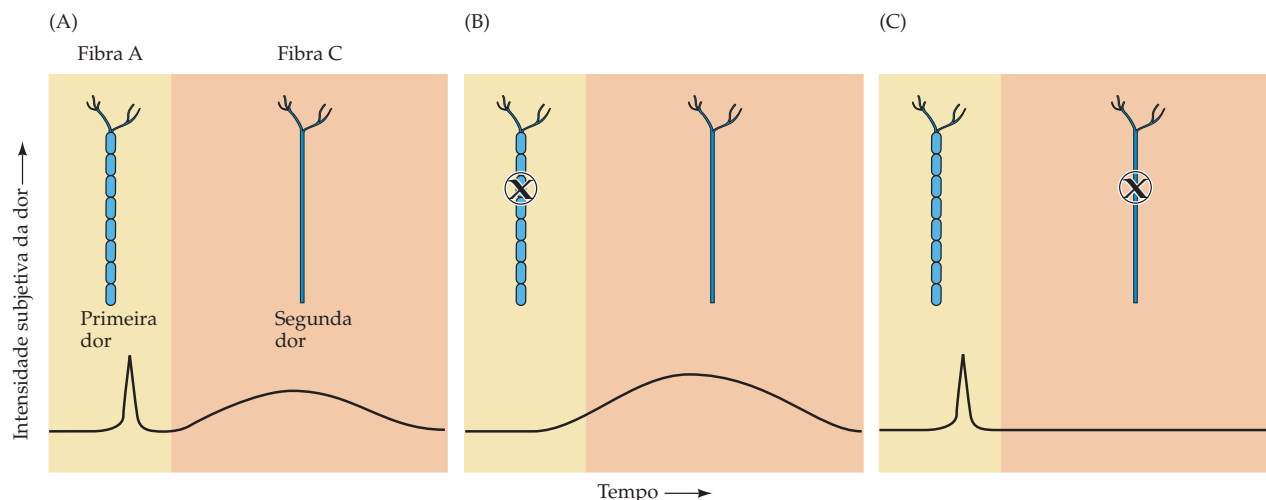 (A)
(B)
(C)
Fibra A
Fibra C
Intensidade subjetiva da dor
Primeira
dor
Segunda
dor
X
X
Tempo